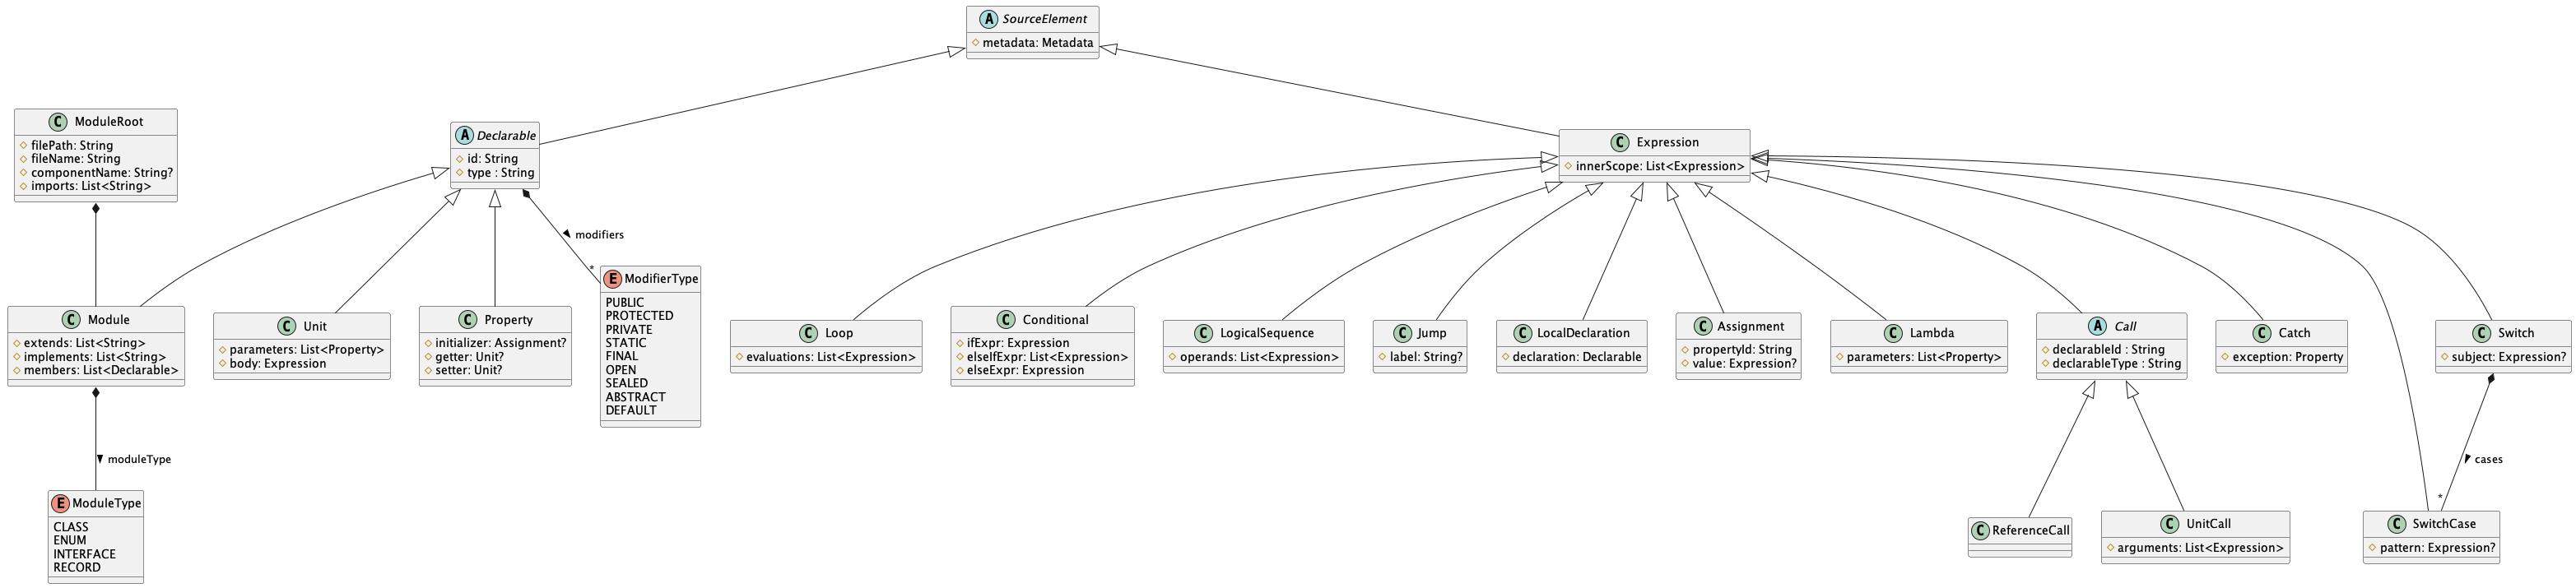 A SourceElement
metadata: Metadata
C ModuleRoot
filePath: String
fileName: String
componentName: String?
imports: List<String>
A Declarable
id: String
type : String
C Expression
innerScope: List<Expression>
modifiers
*
E ModifierType
PUBLIC
PROTECTED
PRIVATE
STATIC
FINAL
OPEN
SEALED
ABSTRACT
DEFAULT
C Module
extends: List<String>
implements: List<String>
members: List<Declarable>
C Unit
parameters: List<Property>
body: Expression
C Property
initializer: Assignment?
getter: Unit?
setter: Unit?
C Loop
evaluations: List<Expression>
C Conditional
ifExpr: Expression
elseIfExpr: List<Expression>
elseExpr: Expression
C LogicalSequence
operands: List<Expression>
C Jump
label: String?
C LocalDeclaration
declaration: Declarable
C Assignment
propertyId: String
value: Expression?
C Lambda
parameters: List<Property>
A Call
declarableId : String
declarableType : String
C Catch
exception: Property
C Switch
subject: Expression?
moduleType
cases
*
E ModuleType
CLASS
ENUM
INTERFACE
RECORD
C ReferenceCall
C UnitCall
arguments: List<Expression>
C SwitchCase
pattern: Expression?